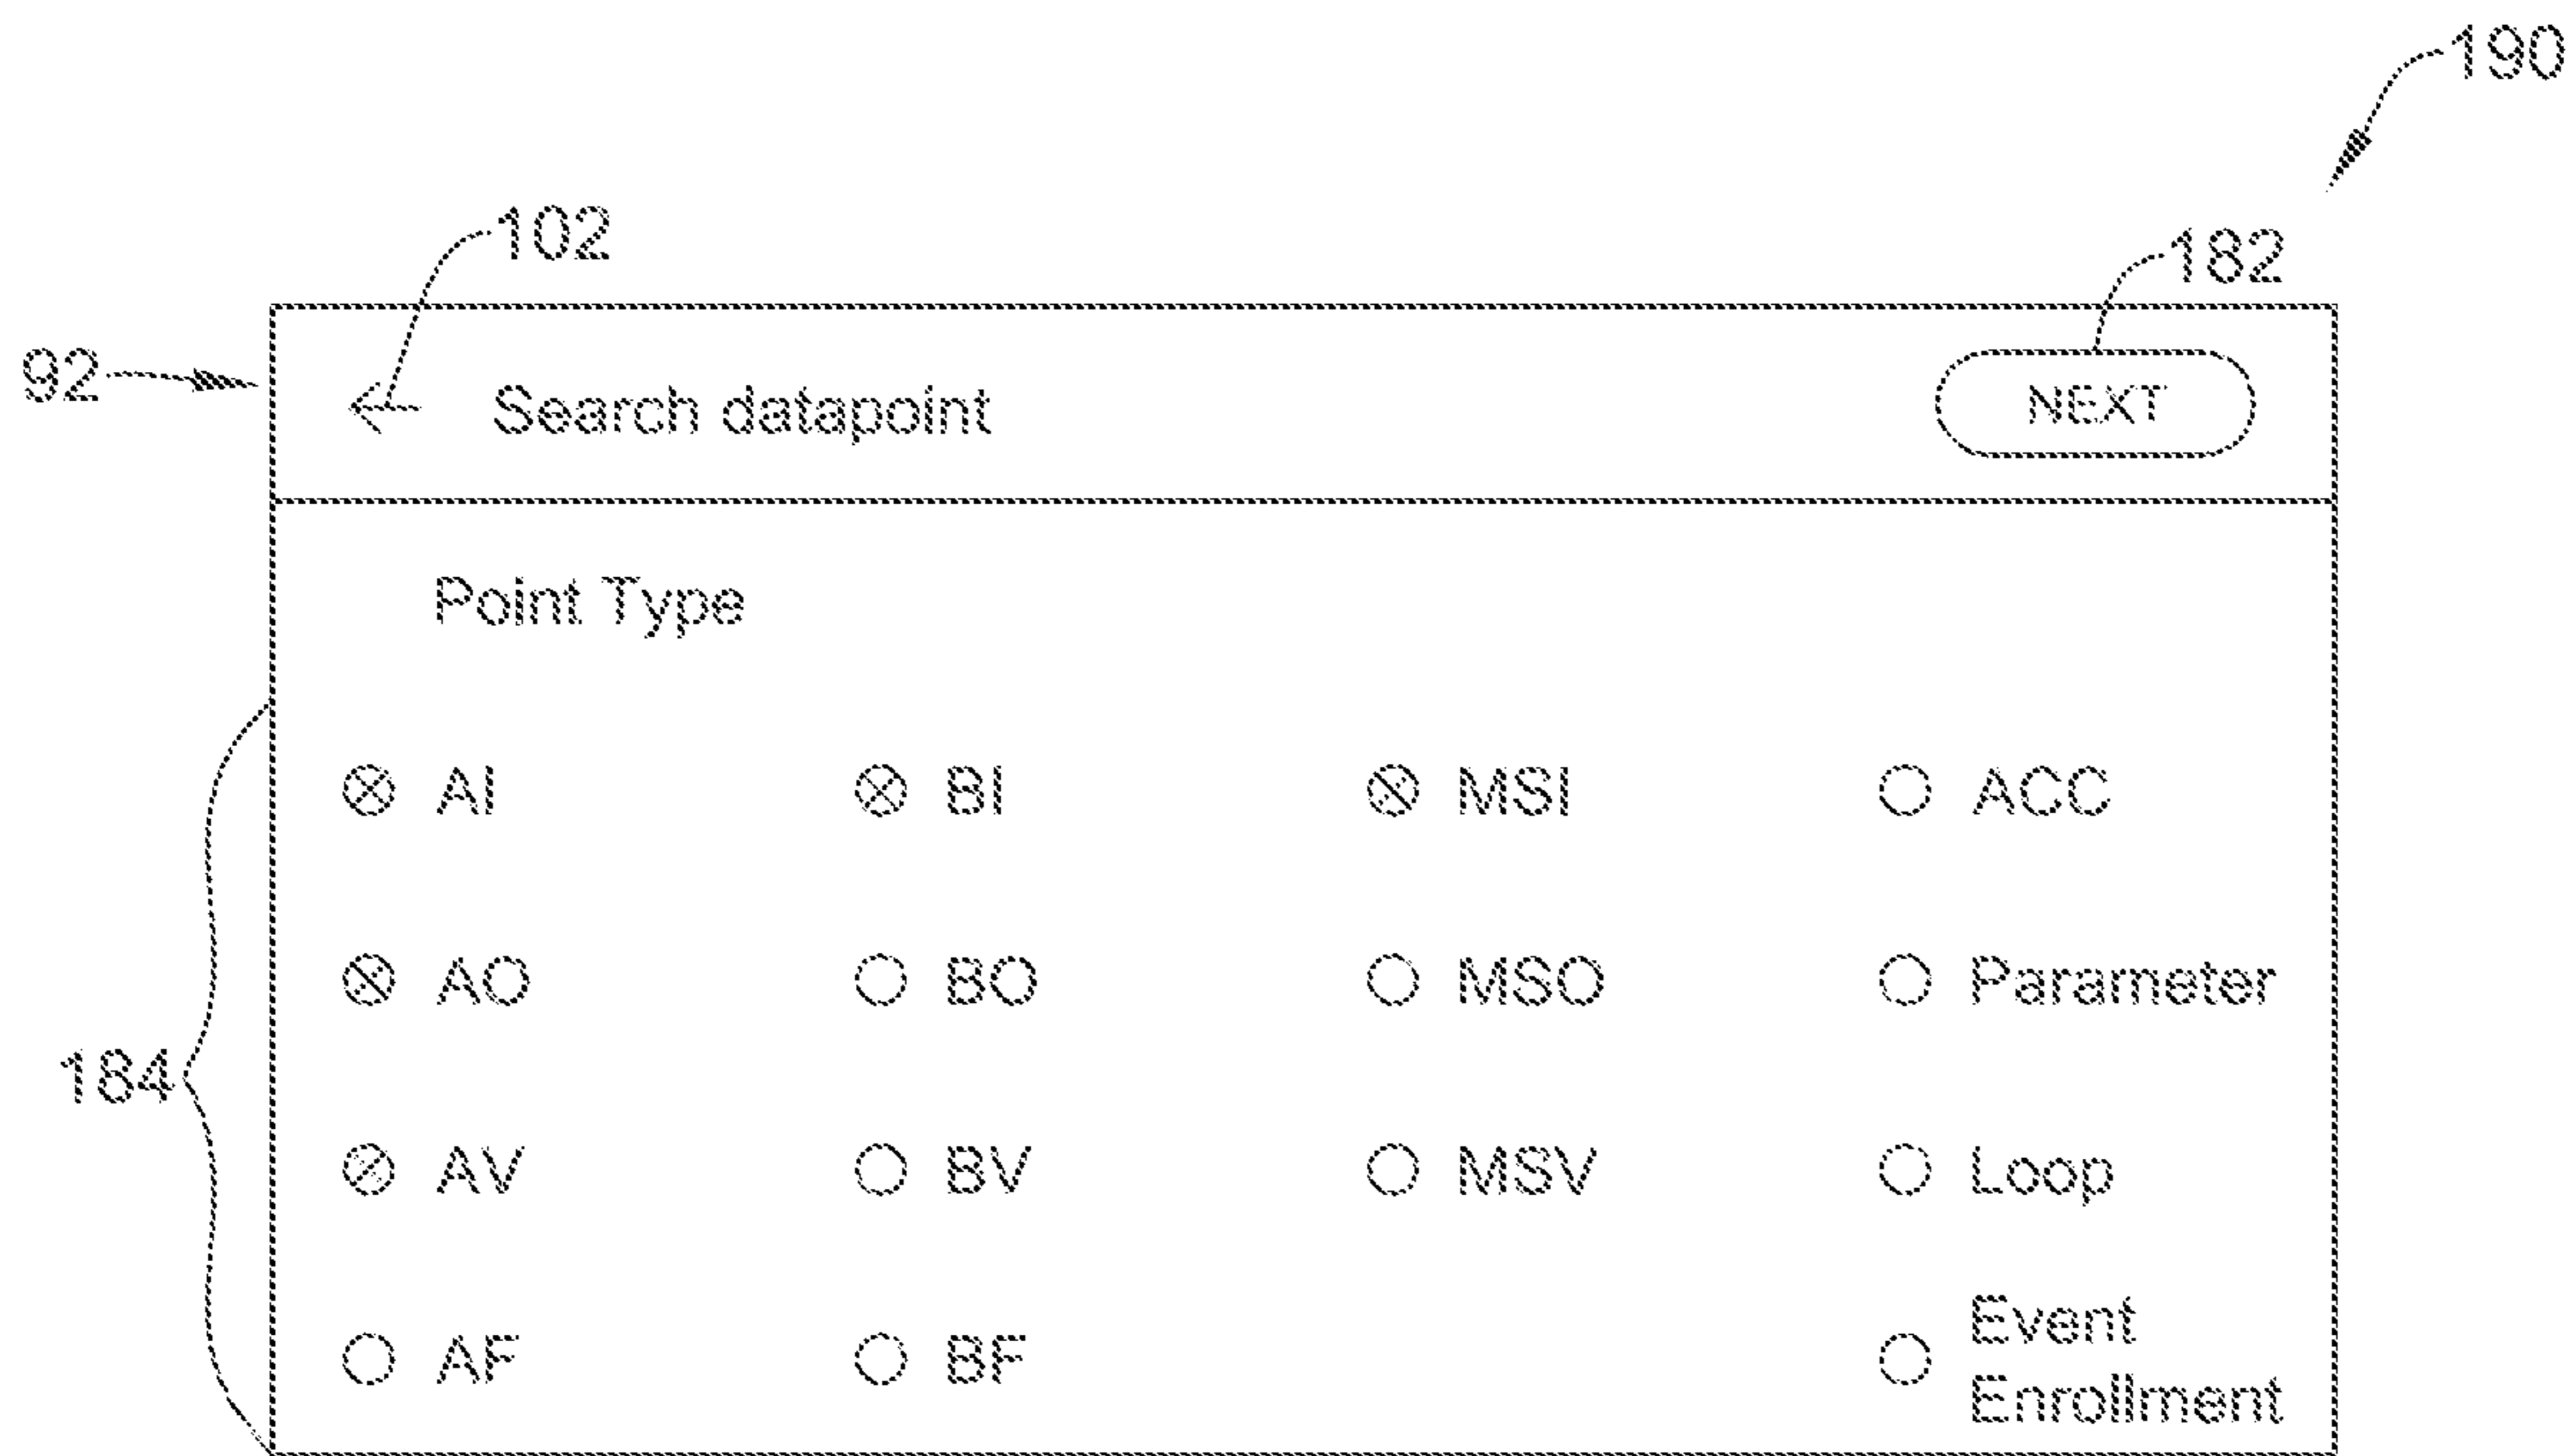 190
102
182
92
Search datapoint
NEXT
Point Type
AI
BI
MSI
ACC
AO
BO
MSO
Parameter
184
AV
BV
MSV
Loop
AF
BF
Event
Enrollment